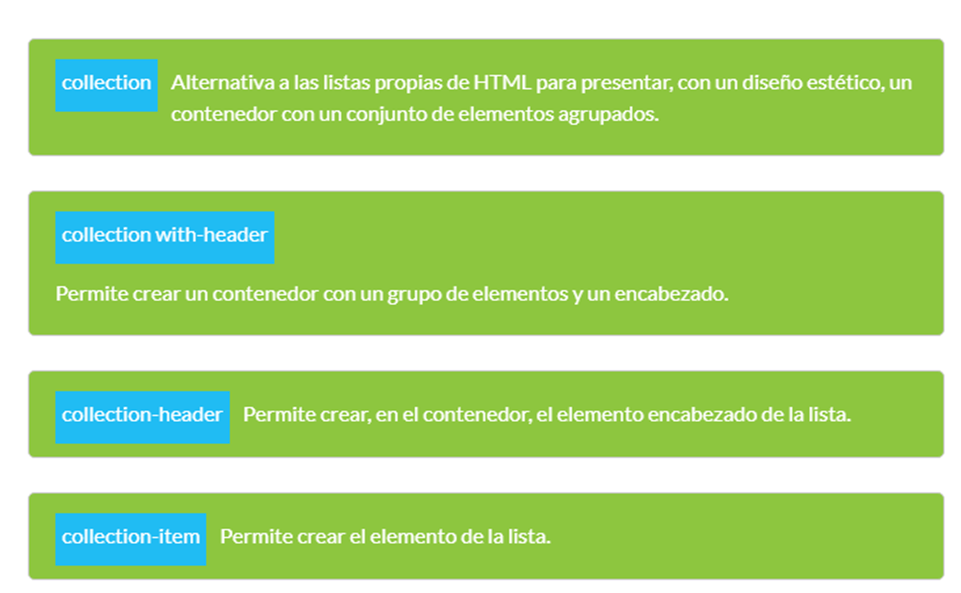 collection Alternativa a las listas propias de HTML para presentar, con un diseño estético, un
contenedor con un conjunto de elementos agrupados.
collection with-header
Permite crear un contenedor con un grupo de elementos y un encabezado.
collection-header Permite crear, en el contenedor, el elemento encabezado de la lista.
collection-item Permite crear el elemento de la lista.